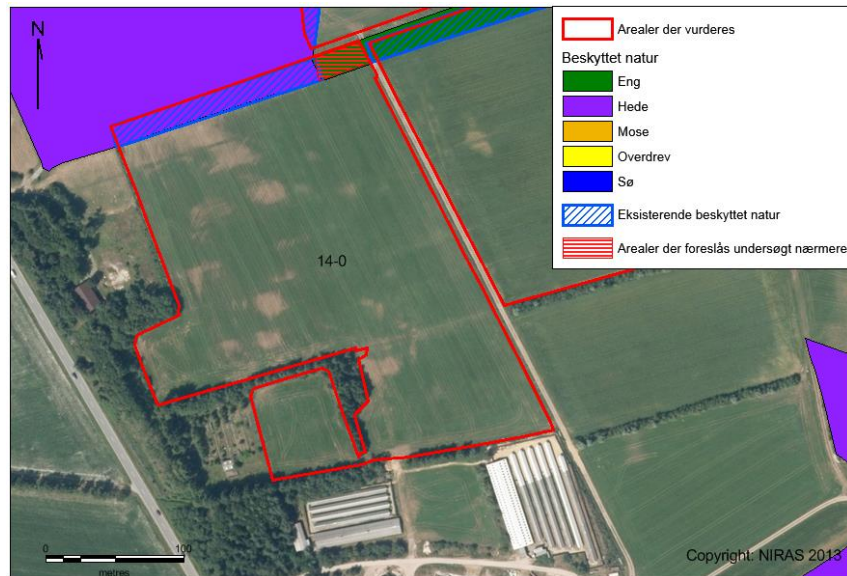 N
Arealer der vurderes
Beskyttet natur
Eng
Hede
Mose
Overdrev
Sø
Eksisterende beskyttet natur
Arealer der foreslås undersøgt nærmere
14-0
0 100
metres
Copyright: NIRAS 2013